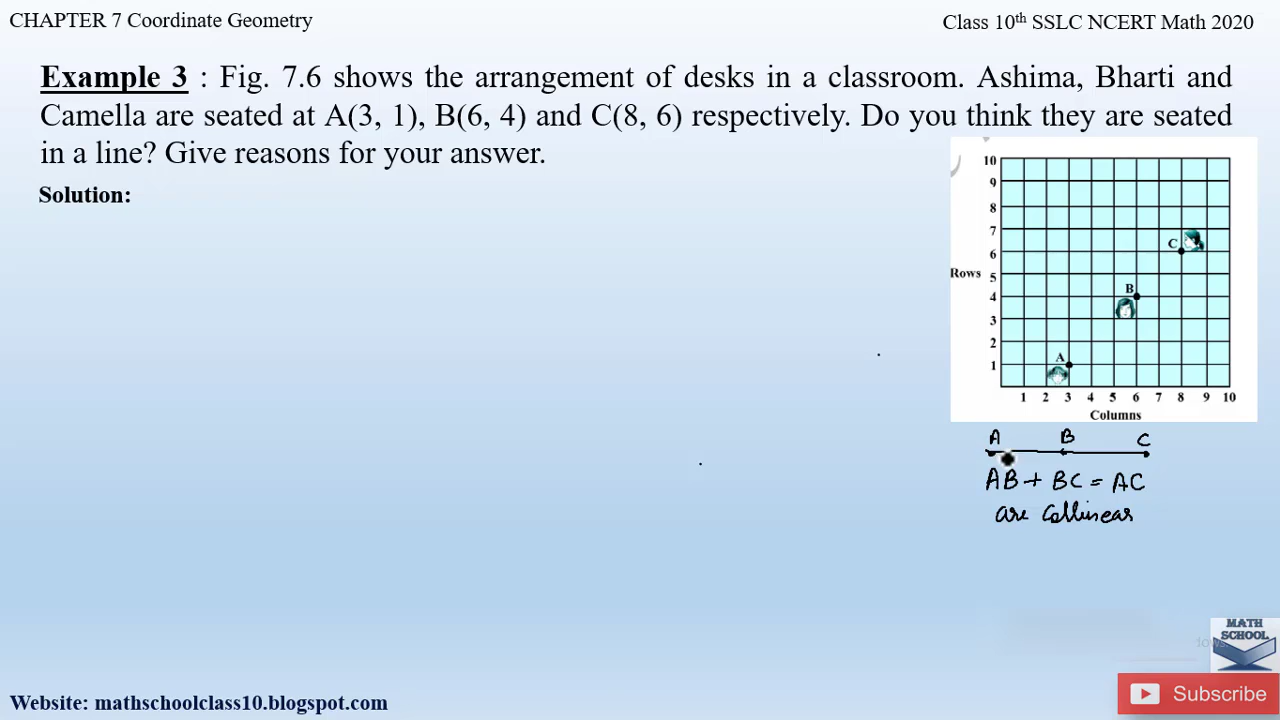 CHAPTER 7 Coordinate Geometry
Class 10th SSLC NCERT Math 2020
Example 3 : Fig. 7.6 shows the arrangement of desks in a classroom. Ashima, Bharti and
Camella are seated at A(3, 1), B(6, 4) and C(8, 6) respectively. Do you think they are seated
in a line? Give reasons for your answer.
Solution:
10
9
8
7
6
5
4
3
2
1
Rows
C
B
A
1 2 3 4 5 6 7 8 9 10
Columns
A B C
AB + BC = AC
are Collinear
MATH
SCHOOL
Website: mathschoolclass10.blogspot.com
Subscribe